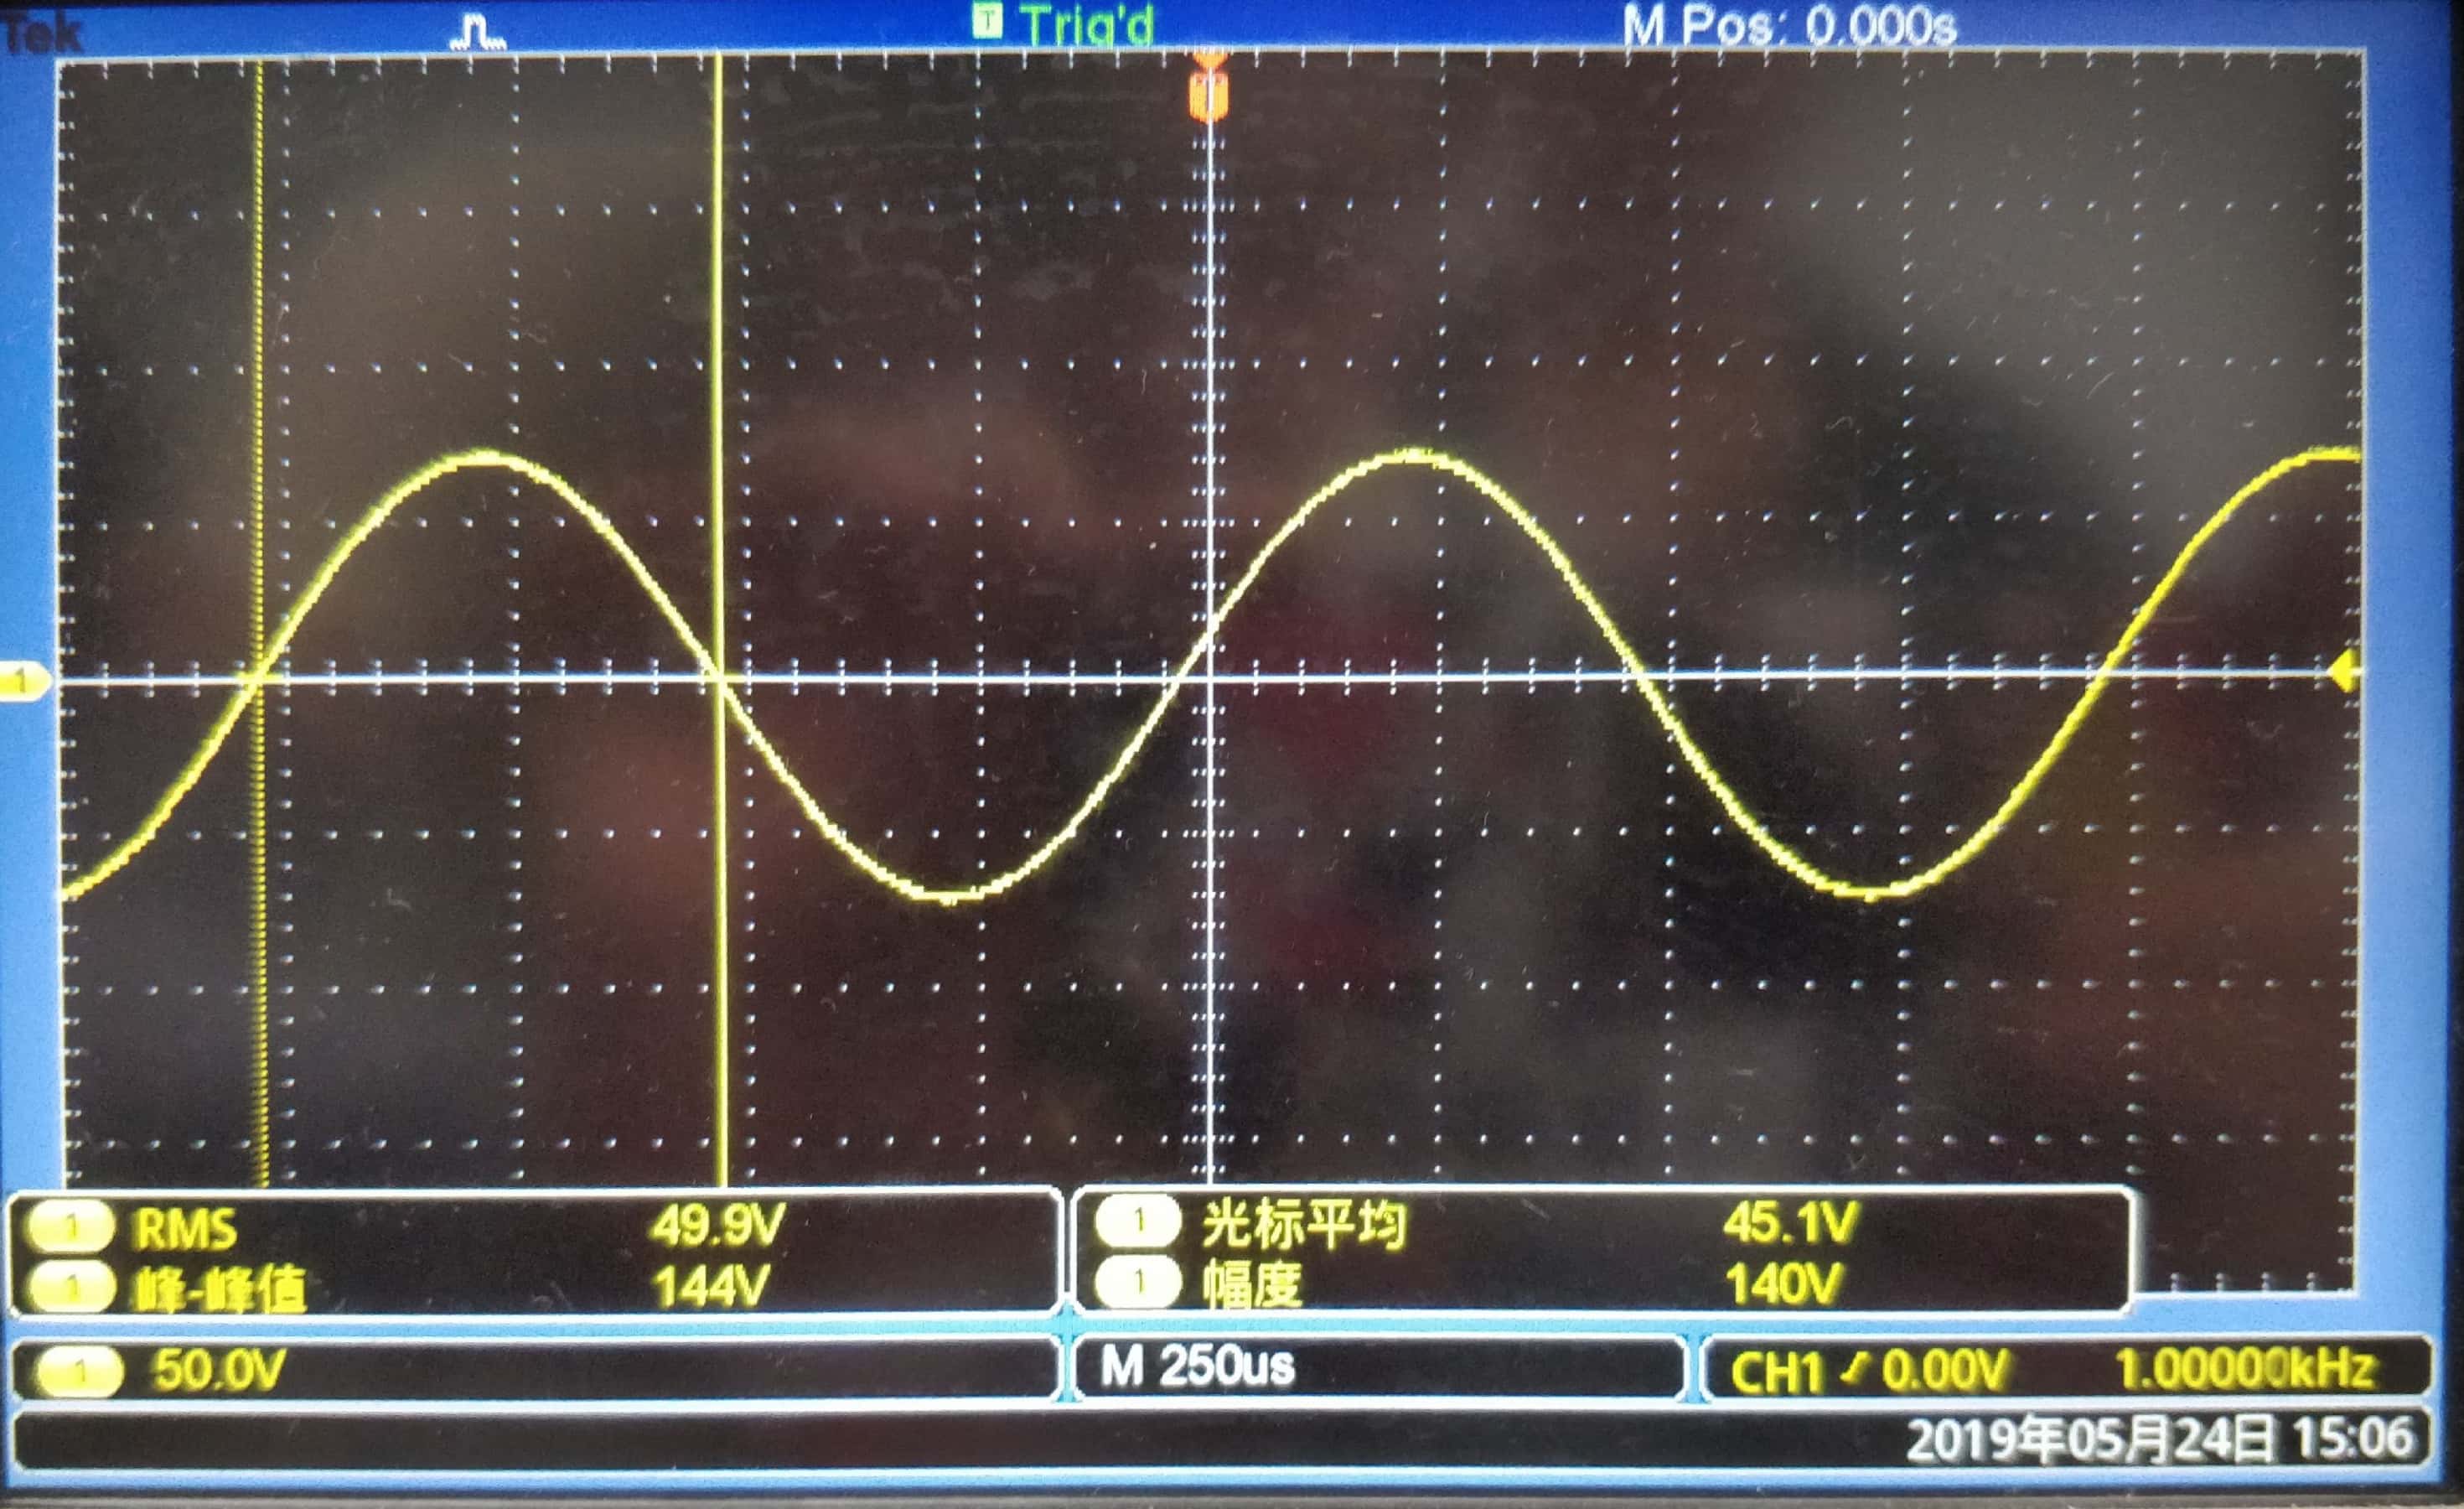 Tek T Trig'd M Pos: 0.000s
1
1 RMS 49.9V
1 峰-峰值 144V
1 光标平均 45.1V
1 幅度 140V
1 50.0V M 250us CH1 0.00V 1.00000kHz
2019年05月24日 15:06